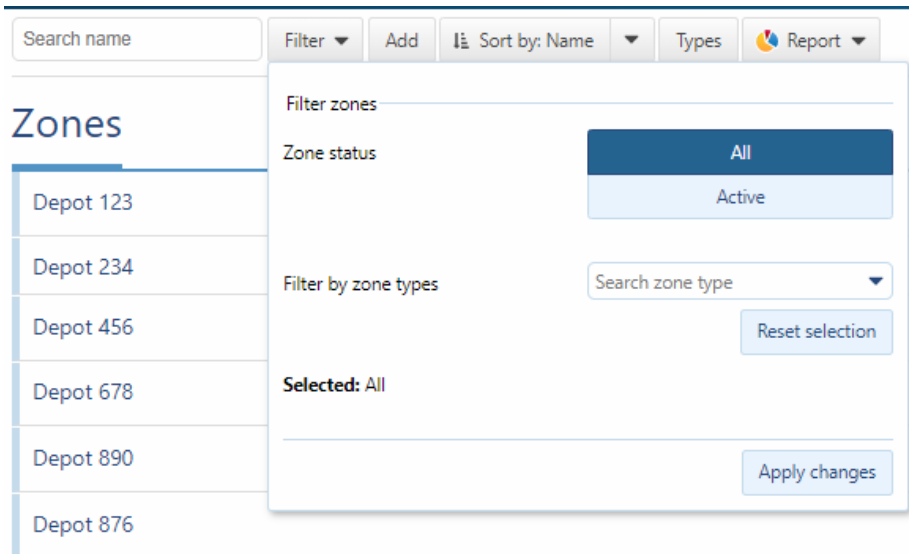 Search name Filter Add Sort by: Name Types Report
Zones
Depot 123
Depot 234
Depot 456
Depot 678
Depot 890
Depot 876
Filter zones
Zone status
All
Active
Filter by zone types
Search zone type
Reset selection
Selected: All
Apply changes